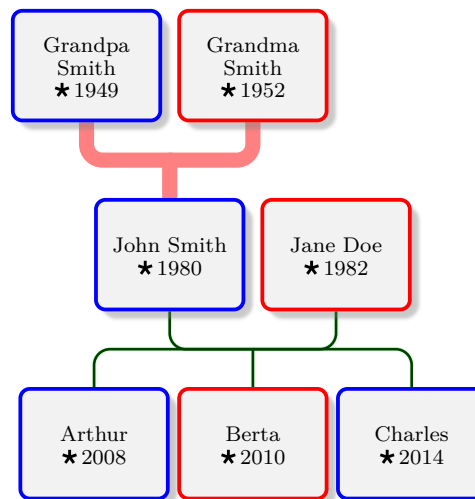 Grandpa
Smith
★1949
Grandma
Smith
★1952
John Smith
★1980
Jane Doe
★1982
Arthur
★2008
Berta
★2010
Charles
★2014